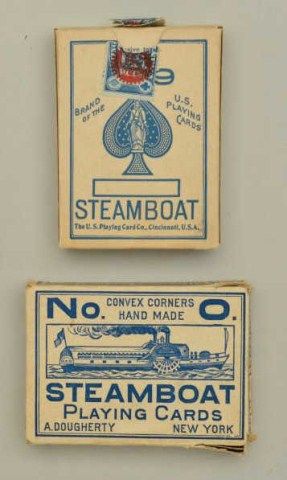 9
BRAND OF THE
U.S. PLAYING CARDS
STEAMBOAT
The U.S. Playing Card Co., Cincinnati, U.S.A.
No. CONVEX CORNERS O.
HAND MADE
STEAMBOAT
PLAYING CARDS
A.DOUGHERTY NEW YORK